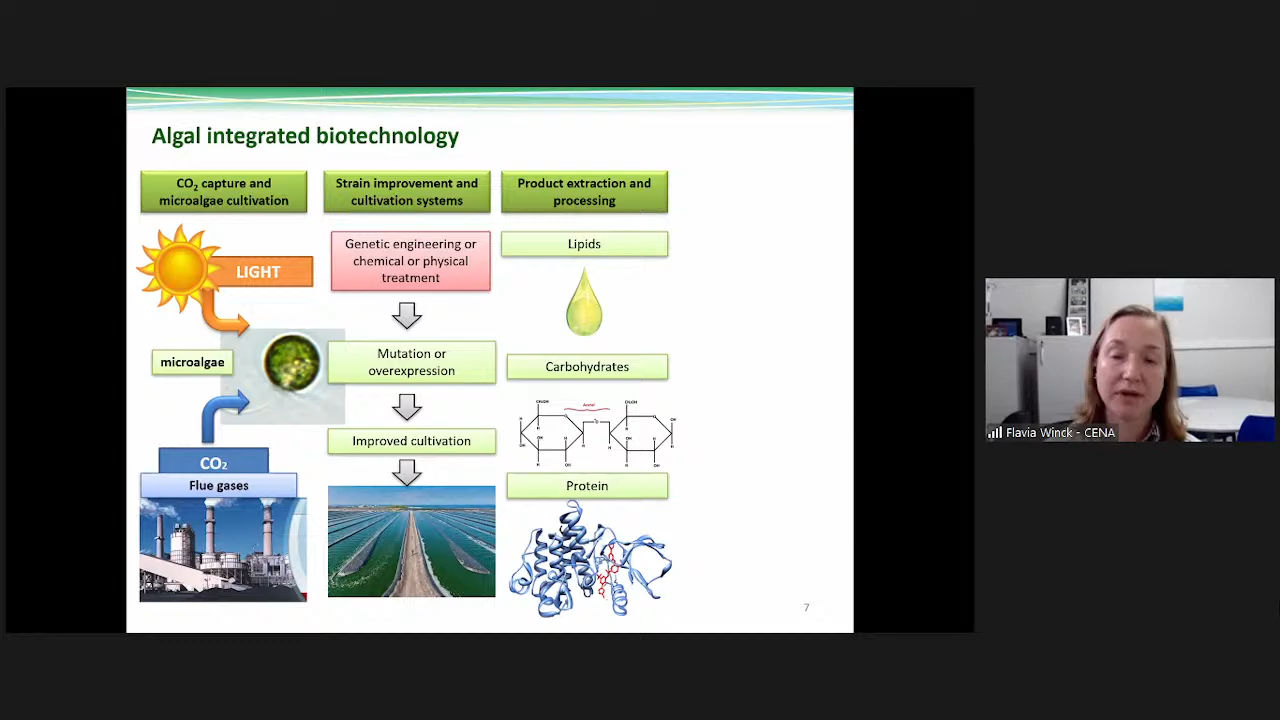 Algal integrated biotechnology
CO₂ capture and
microalgae cultivation
Strain improvement and
cultivation systems
Product extraction and
processing
LIGHT
microalgae
CO₂
Flue gases
Genetic engineering or
chemical or physical
treatment
Mutation or
overexpression
Improved cultivation
Lipids
Carbohydrates
Acetal
Protein
7
Flavia Winck - CENA